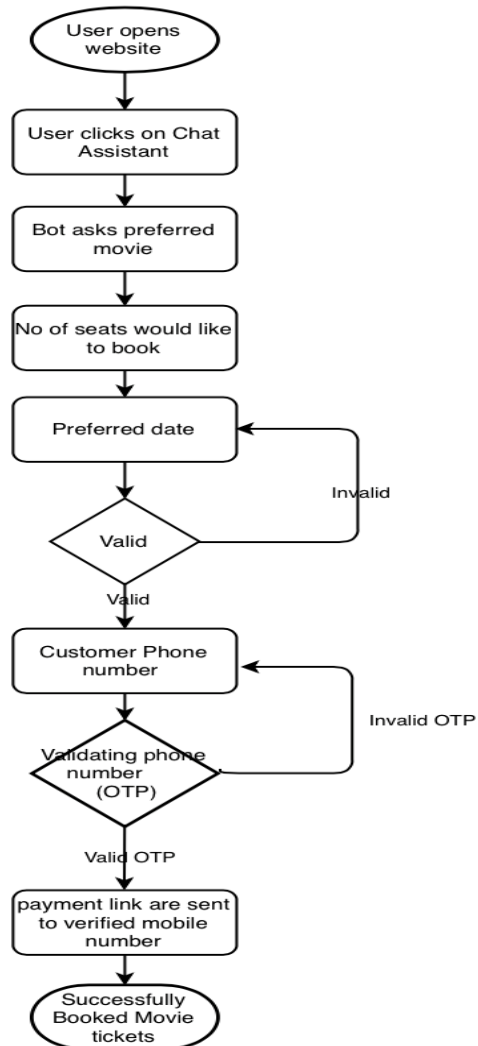 User opens
website
User clicks on Chat
Assistant
Bot asks preferred
movie
No of seats would like
to book
Preferred date
Invalid
Valid
Valid
Customer Phone
number
Invalid OTP
Validating phone
number
(OTP)
Valid OTP
payment link are sent
to verified mobile
number
Successfully
Booked Movie
tickets